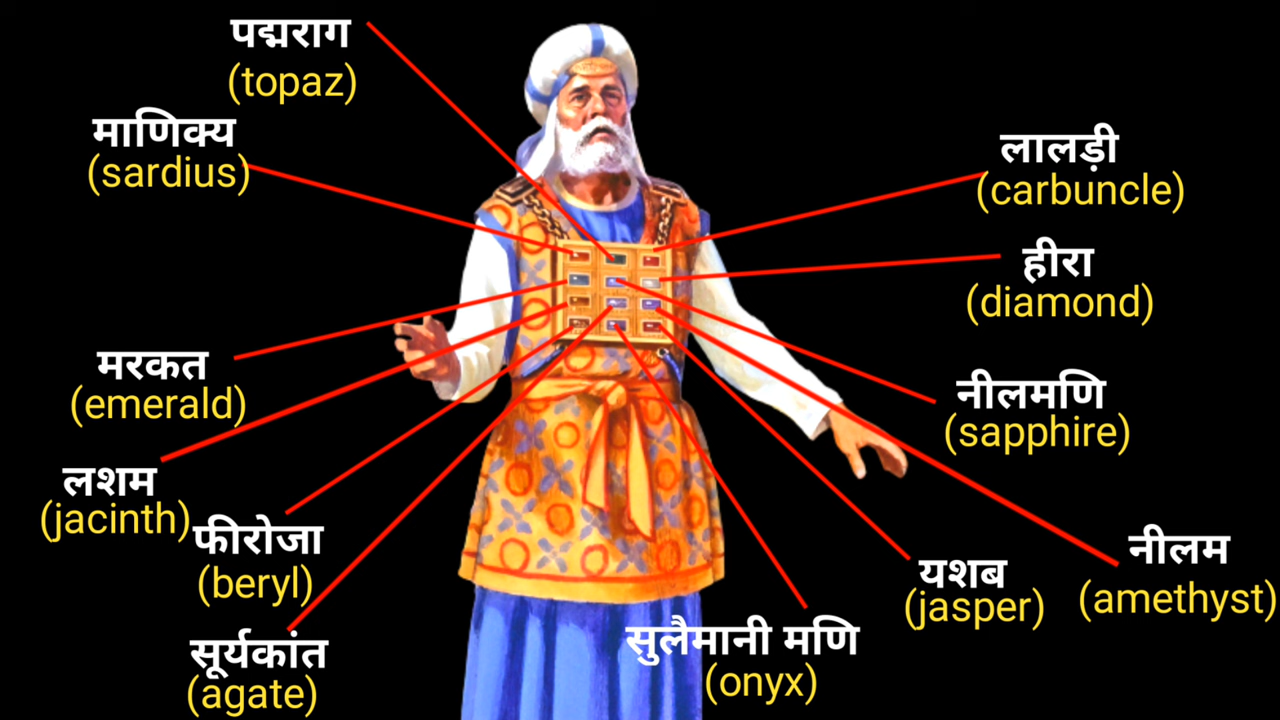 पद्मराग
(topaz)
माणिक्य
(sardius)
लालड़ी
(carbuncle)
हीरा
(diamond)
मरकत
(emerald)
नीलमणि
(sapphire)
लशम
(jacinth)
फीरोजा
(beryl)
नीलम
(amethyst)
यशब
(jasper)
सूर्यकांत
(agate)
सुलैमानी मणि
(onyx)